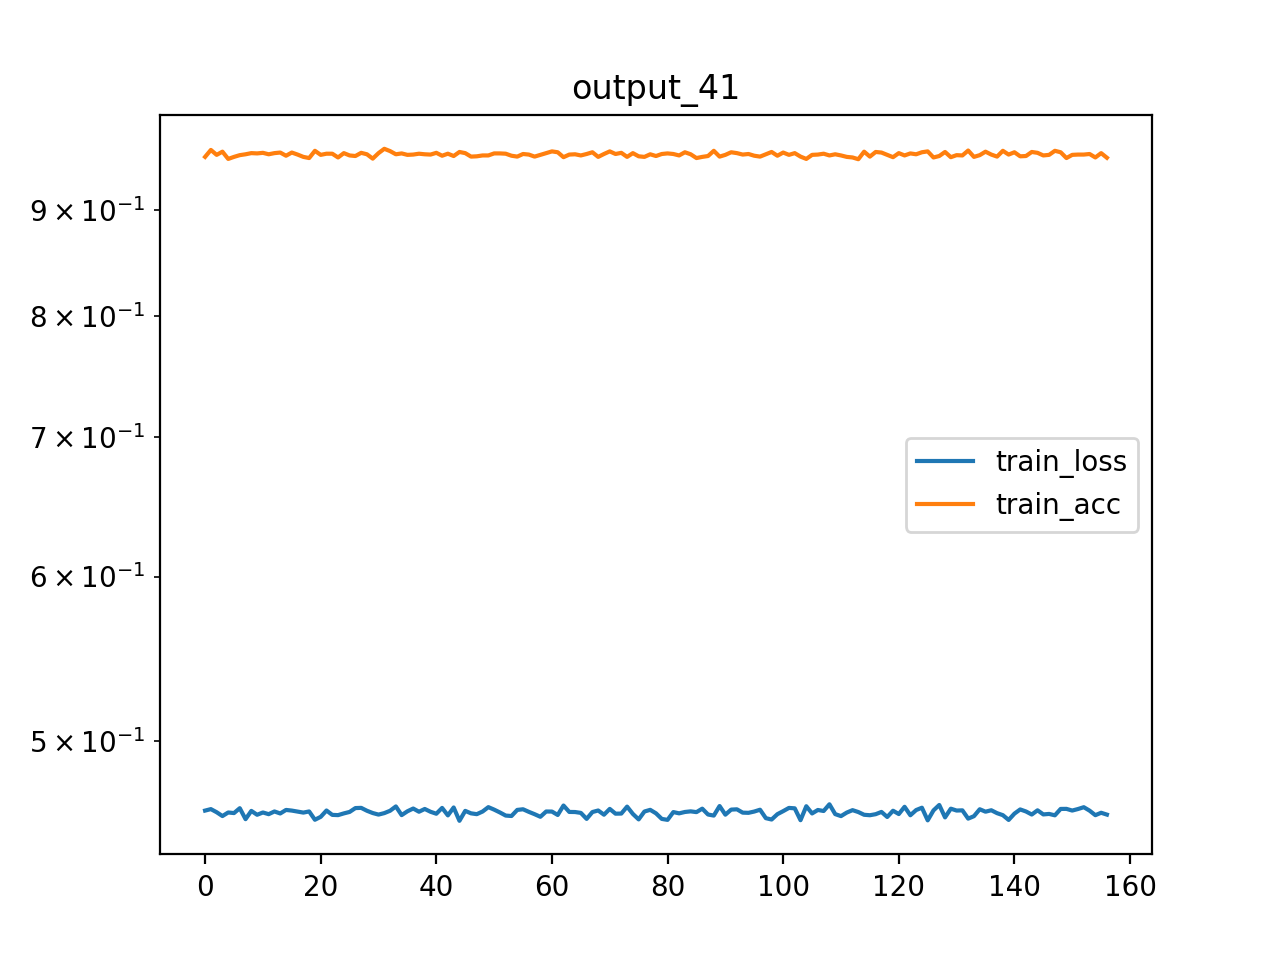 output_41
9 × 10⁻¹
8 × 10⁻¹
7 × 10⁻¹
6 × 10⁻¹
5 × 10⁻¹
train_loss
train_acc
0 20 40 60 80 100 120 140 160